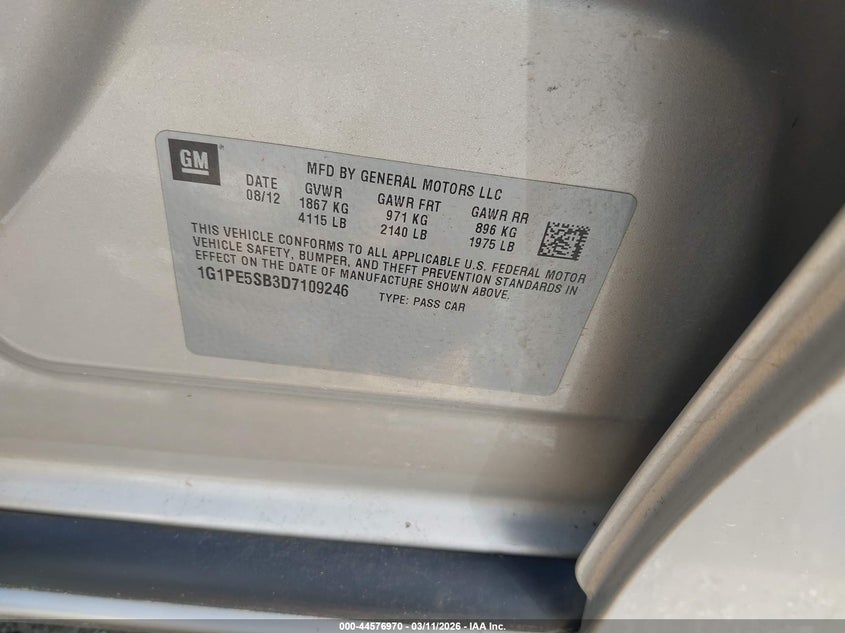 GM
MFD BY GENERAL MOTORS LLC
DATE GVWR GAWR FRT GAWR RR
08/12 1867 KG 971 KG 896 KG
4115 LB 2140 LB 1975 LB
THIS VEHICLE CONFORMS TO ALL APPLICABLE U.S. FEDERAL MOTOR
VEHICLE SAFETY, BUMPER, AND THEFT PREVENTION STANDARDS IN
EFFECT ON THE DATE OF MANUFACTURE SHOWN ABOVE.
1G1PE5SB3D7109246 TYPE: PASS CAR
000-44576970 - 03/11/2026 - IAA Inc.